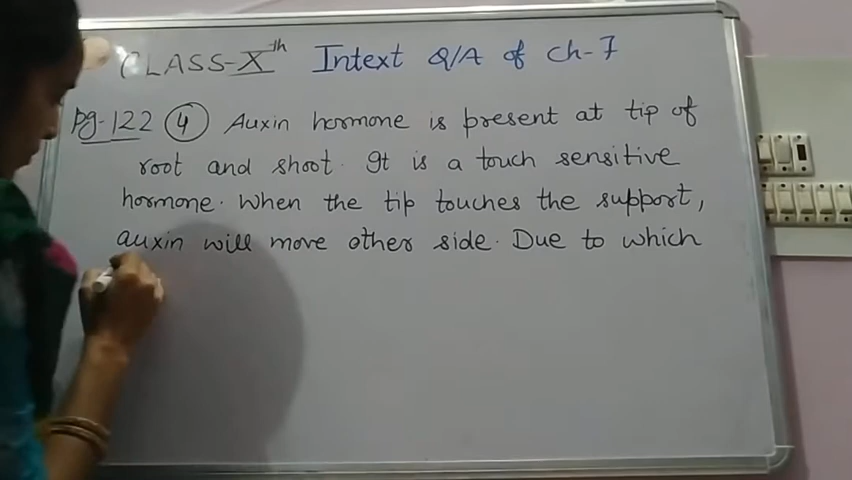 CLASS-Xth Intext Q/A of Ch-7
Pg-122 (4) Auxin hormone is present at tip of
root and shoot. It is a touch sensitive
hormone. When the tip touches the support,
auxin will move other side. Due to which